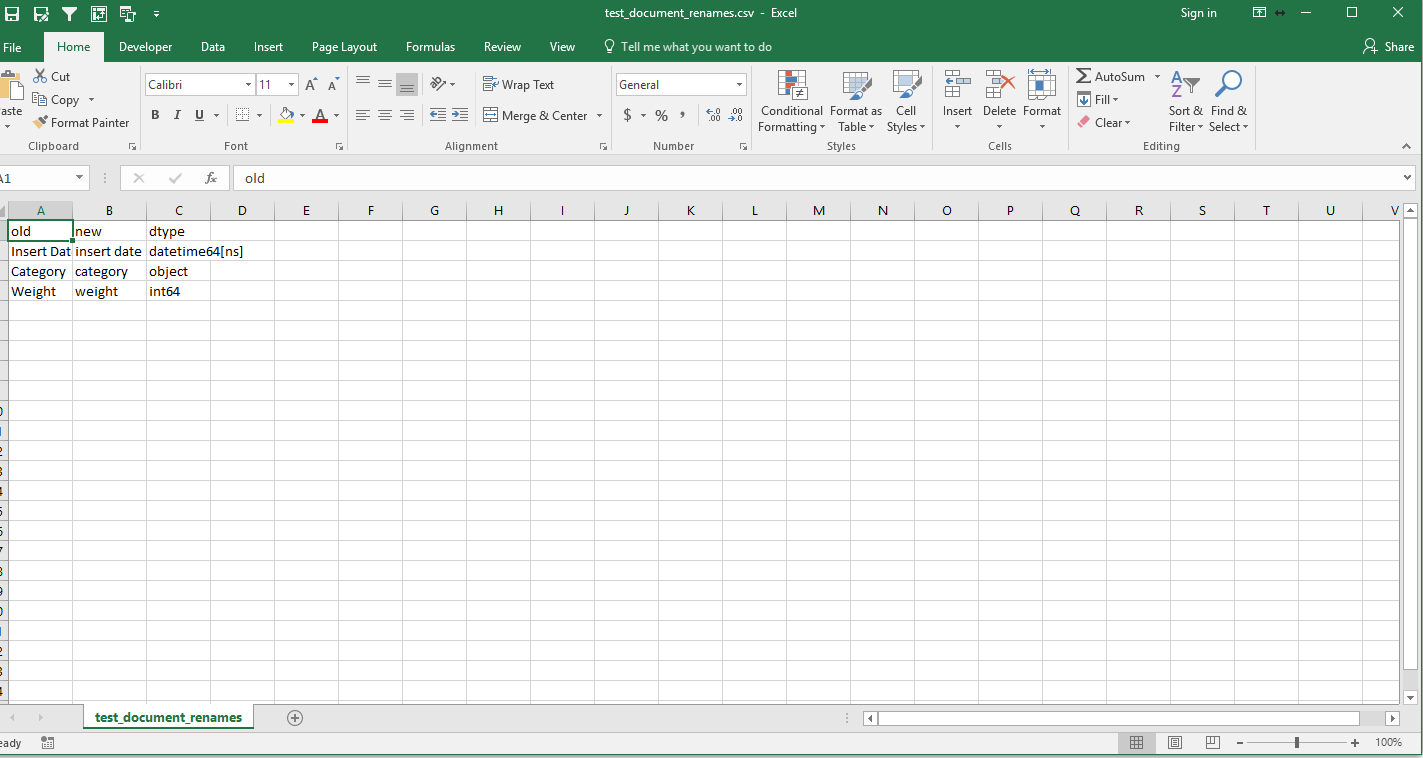 test_document_renames.csv - Excel
Sign in
File Home Developer Data Insert Page Layout Formulas Review View Tell me what you want to do Share
Cut
Copy
Format Painter
Clipboard
Calibri 11
B I U
Font
Wrap Text
Merge & Center
Alignment
General
$ % ,
Number
Conditional Formatting
Format as Table
Cell Styles
Styles
Insert
Delete
Format
Cells
AutoSum
Fill
Clear
Sort & Filter
Find & Select
Editing
fx old
A B C D E F G H I J K L M N O P Q R S T U V
old new dtype
Insert Dat insert date datetime64[ns]
Category category object
Weight weight int64
test_document_renames
100%